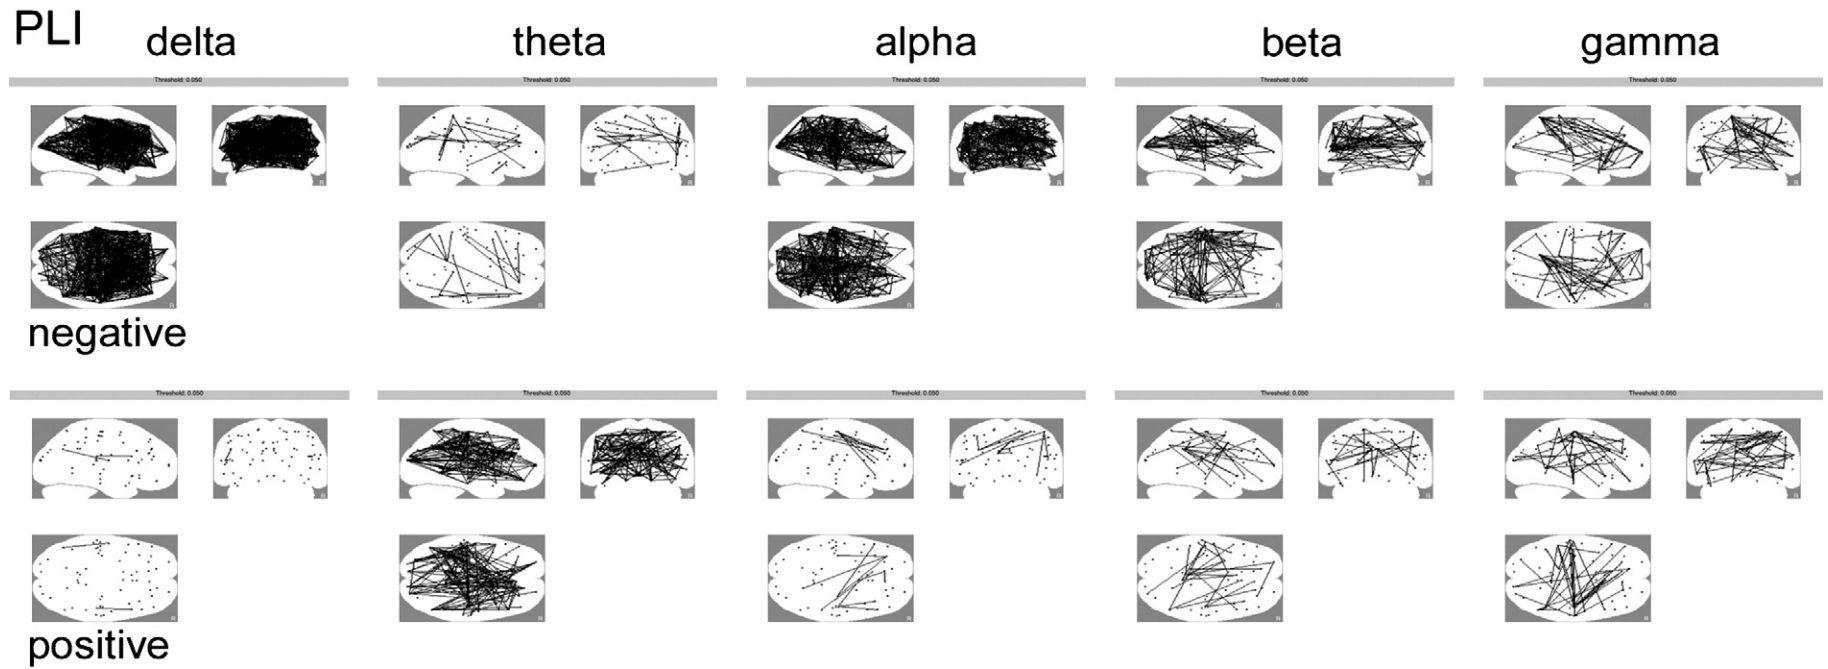 PLI
delta theta alpha beta gamma
Threshold: 0.050 Threshold: 0.050 Threshold: 0.050 Threshold: 0.050 Threshold: 0.050
R R R R R
R R R R R
negative
Threshold: 0.050 Threshold: 0.050 Threshold: 0.050 Threshold: 0.050 Threshold: 0.050
R R R R R
R R R R R
positive